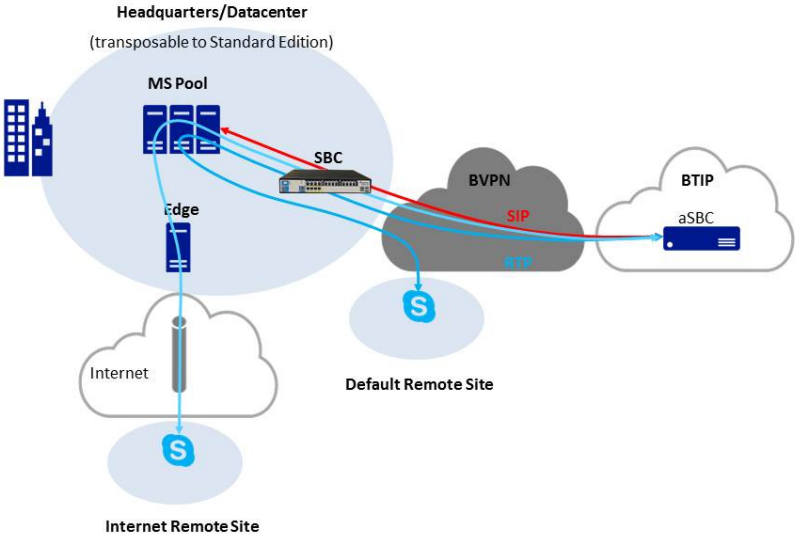 Headquarters/Datacenter
(transposable to Standard Edition)
MS Pool
SBC
BVPN
BTIP
Edge
SIP
aSBC
RTP
Internet
Default Remote Site
Internet Remote Site